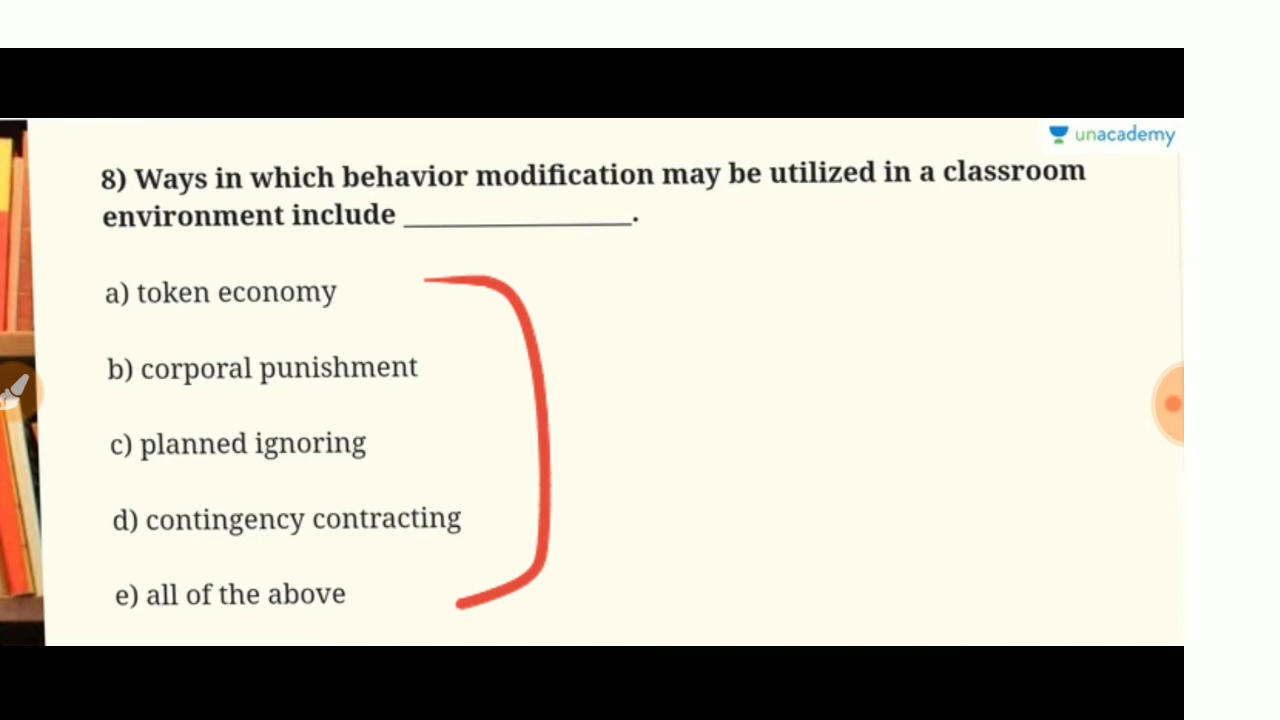 unacademy
8) Ways in which behavior modification may be utilized in a classroom
environment include _______________.
a) token economy
b) corporal punishment
c) planned ignoring
d) contingency contracting
e) all of the above